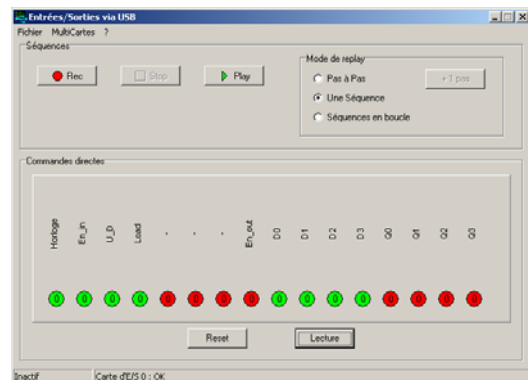 Entrées/Sorties via USB
Fichier MultiCartes ?
Séquences
Rec Stop Play
Mode de replay
Pas à Pas +1 pas
Une Séquence
Séquences en boucle
Commandes directes
Horloge En_in U_D Load - - - En_out D0 D1 D2 D3 Q0 Q1 Q2 Q3
0 0 0 0 0 0 0 0 0 0 0 0 0 0 0 0
Reset Lecture
Inactif Carte d'E/S 0 : OK